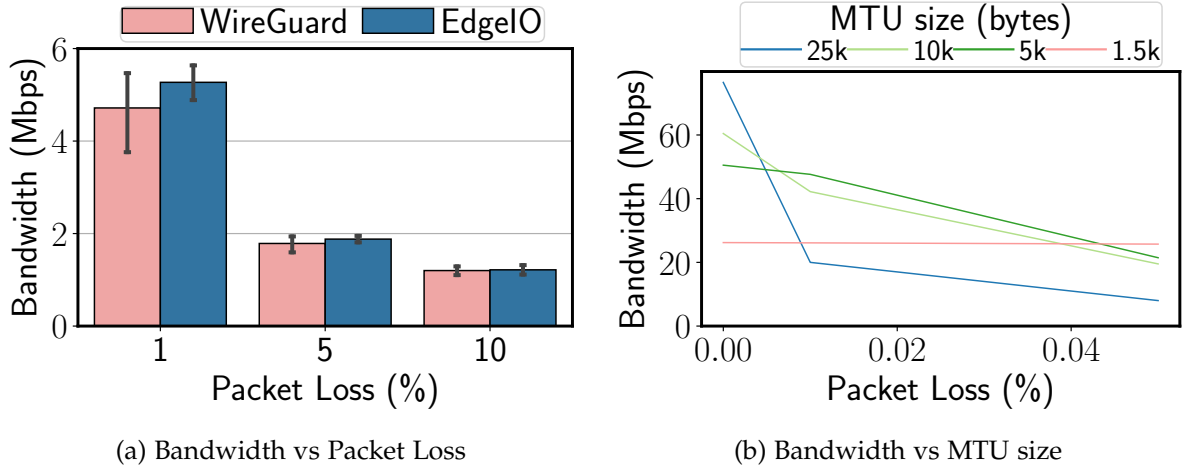 WireGuard EdgeIO
Bandwidth (Mbps)
6
4
2
0
1 5 10
Packet Loss (%)
(a) Bandwidth vs Packet Loss
MTU size (bytes)
25k 10k 5k 1.5k
Bandwidth (Mbps)
60
40
20
0
0.00 0.02 0.04
Packet Loss (%)
(b) Bandwidth vs MTU size